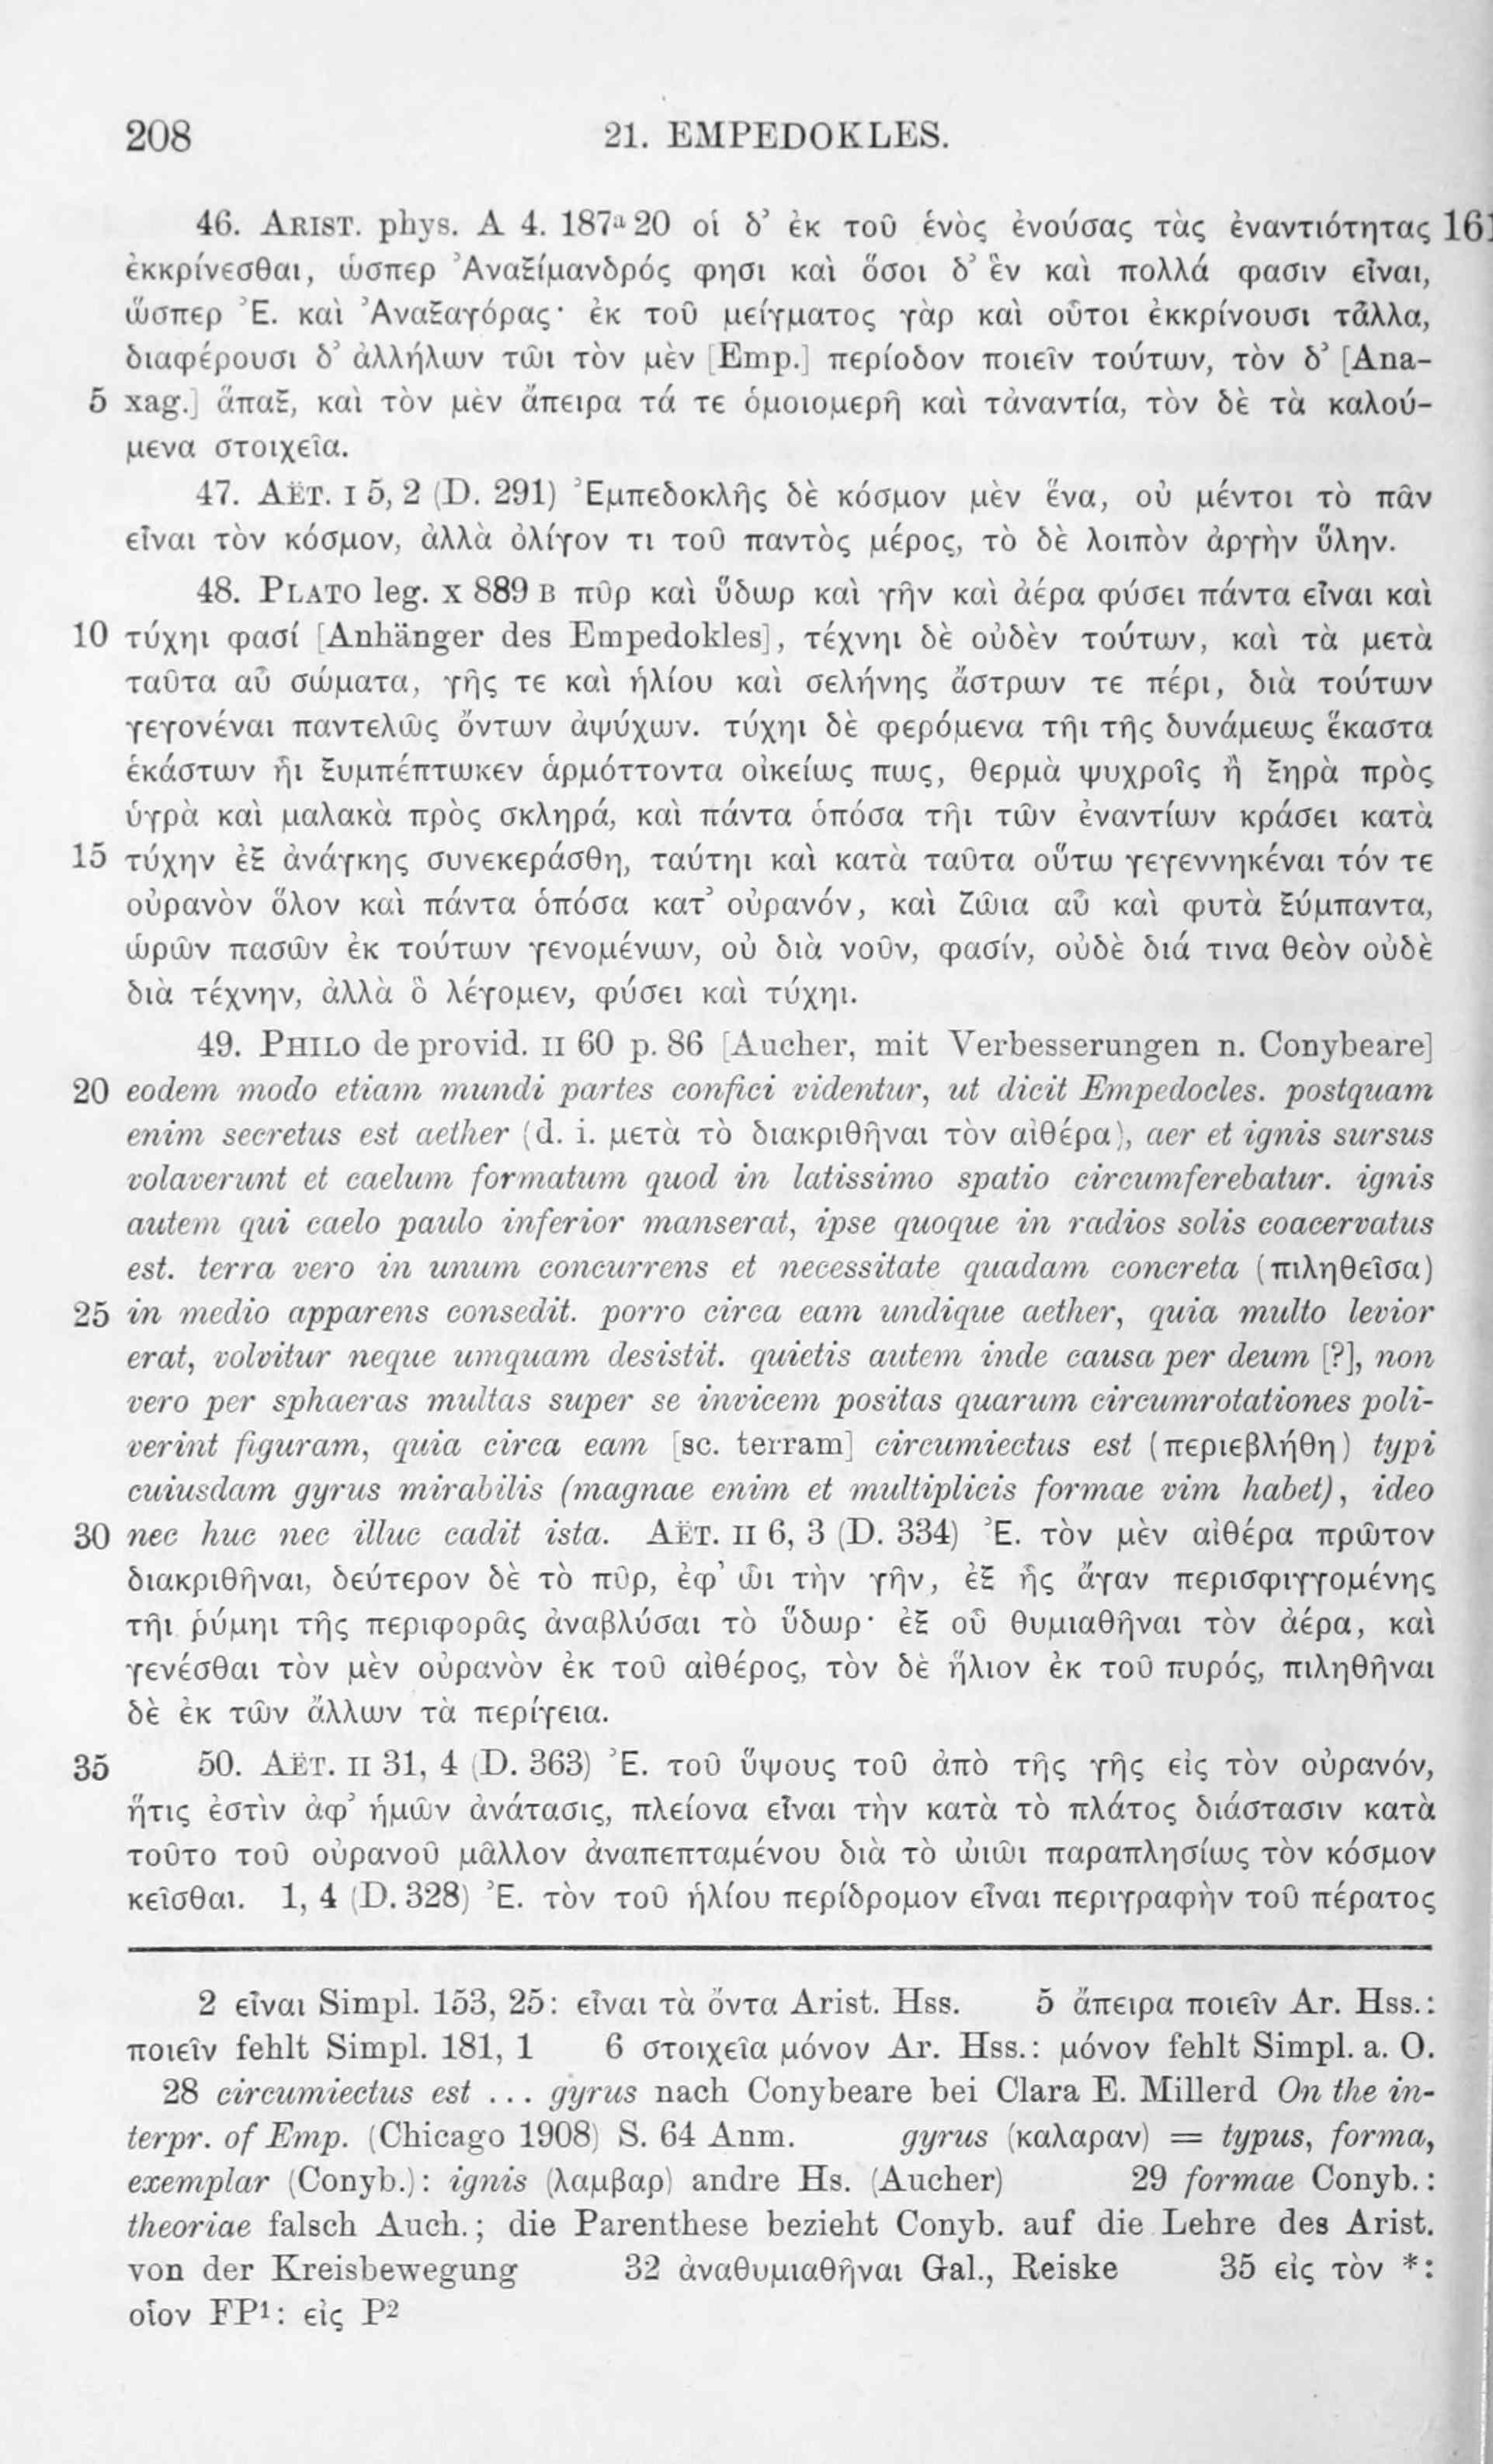 208 21. EMPEDOKLES.
46. ARIST. phys. A 4. 187ᵃ 20 οἱ δ’ ἐκ τοῦ ἑνὸς ἐνούσας τὰς ἐναντιότητας 161
ἐκκρίνεσθαι, ὥσπερ Ἀναξίμανδρός φησι καὶ ὅσοι δ’ ἓν καὶ πολλά φασιν εἶναι,
ὥσπερ Ἐ. καὶ Ἀναξαγόρας· ἐκ τοῦ μείγματος γὰρ καὶ οὗτοι ἐκκρίνουσι τἆλλα,
διαφέρουσι δ’ ἀλλήλων τῶι τὸν μὲν [Emp.] περίοδον ποιεῖν τούτων, τὸν δ’ [Ana-
5 xag.] ἅπαξ, καὶ τὸν μὲν ἄπειρα τά τε ὁμοιομερῆ καὶ τἀναντία, τὸν δὲ τὰ καλού-
μενα στοιχεῖα.
47. AËT. I 5, 2 (D. 291) Ἐμπεδοκλῆς δὲ κόσμον μὲν ἕνα, οὐ μέντοι τὸ πᾶν
εἶναι τὸν κόσμον, ἀλλὰ ὀλίγον τι τοῦ παντὸς μέρος, τὸ δὲ λοιπὸν ἀργὴν ὕλην.
48. PLATO leg. X 889 B πῦρ καὶ ὕδωρ καὶ γῆν καὶ ἀέρα φύσει πάντα εἶναι καὶ
10 τύχηι φασί [Anhänger des Empedokles], τέχνηι δὲ οὐδὲν τούτων, καὶ τὰ μετὰ
ταῦτα αὖ σώματα, γῆς τε καὶ ἡλίου καὶ σελήνης ἄστρων τε πέρι, διὰ τούτων
γεγονέναι παντελῶς ὄντων ἀψύχων. τύχηι δὲ φερόμενα τῆι τῆς δυνάμεως ἕκαστα
ἑκάστων ἧι ξυμπέπτωκεν ἁρμόττοντα οἰκείως πως, θερμὰ ψυχροῖς ἢ ξηρὰ πρὸς
ὑγρὰ καὶ μαλακὰ πρὸς σκληρά, καὶ πάντα ὁπόσα τῆι τῶν ἐναντίων κράσει κατὰ
15 τύχην ἐξ ἀνάγκης συνεκεράσθη, ταύτηι καὶ κατὰ ταῦτα οὕτω γεγεννηκέναι τόν τε
οὐρανὸν ὅλον καὶ πάντα ὁπόσα κατ’ οὐρανόν, καὶ ζῶια αὖ καὶ φυτὰ ξύμπαντα,
ὡρῶν πασῶν ἐκ τούτων γενομένων, οὐ διὰ νοῦν, φασίν, οὐδὲ διά τινα θεὸν οὐδὲ
διὰ τέχνην, ἀλλὰ ὃ λέγομεν, φύσει καὶ τύχηι.
49. PHILO de provid. II 60 p. 86 [Aucher, mit Verbesserungen n. Conybeare]
20 eodem modo etiam mundi partes confici videntur, ut dicit Empedocles. postquam
enim secretus est aether (d. i. μετὰ τὸ διακριθῆναι τὸν αἰθέρα), aer et ignis sursus
volaverunt et caelum formatum quod in latissimo spatio circumferebatur. ignis
autem qui caelo paulo inferior manserat, ipse quoque in radios solis coacervatus
est. terra vero in unum concurrens et necessitate quadam concreta (πιληθεῖσα)
25 in medio apparens consedit. porro circa eam undique aether, quia multo levior
erat, volvitur neque umquam desistit. quietis autem inde causa per deum [?], non
vero per sphaeras multas super se invicem positas quarum circumrotationes poli-
verint figuram, quia circa eam [sc. terram] circumiectus est (περιεβλήθη) typi
cuiusdam gyrus mirabilis (magnae enim et multiplicis formae vim habet), ideo
30 nec huc nec illuc cadit ista. AËT. II 6, 3 (D. 334) Ἐ. τὸν μὲν αἰθέρα πρῶτον
διακριθῆναι, δεύτερον δὲ τὸ πῦρ, ἐφ’ ὧι τὴν γῆν, ἐξ ἧς ἄγαν περισφιγγομένης
τῆι ῥύμηι τῆς περιφορᾶς ἀναβλύσαι τὸ ὕδωρ· ἐξ οὗ θυμιαθῆναι τὸν ἀέρα, καὶ
γενέσθαι τὸν μὲν οὐρανὸν ἐκ τοῦ αἰθέρος, τὸν δὲ ἥλιον ἐκ τοῦ πυρός, πιληθῆναι
δὲ ἐκ τῶν ἄλλων τὰ περίγεια.
35 50. AËT. II 31, 4 (D. 363) Ἐ. τοῦ ὕψους τοῦ ἀπὸ τῆς γῆς εἰς τὸν οὐρανόν,
ἥτις ἐστὶν ἀφ’ ἡμῶν ἀνάτασις, πλείονα εἶναι τὴν κατὰ τὸ πλάτος διάστασιν κατὰ
τοῦτο τοῦ οὐρανοῦ μᾶλλον ἀναπεπταμένου διὰ τὸ ὠιῶι παραπλησίως τὸν κόσμον
κεῖσθαι. 1, 4 (D. 328) Ἐ. τὸν τοῦ ἡλίου περίδρομον εἶναι περιγραφὴν τοῦ πέρατος
2 εἶναι Simpl. 153, 25: εἶναι τὰ ὄντα Arist. Hss. 5 ἄπειρα ποιεῖν Ar. Hss.:
ποιεῖν fehlt Simpl. 181, 1 6 στοιχεῖα μόνον Ar. Hss.: μόνον fehlt Simpl. a. O.
28 circumiectus est ... gyrus nach Conybeare bei Clara E. Millerd On the in-
terpr. of Emp. (Chicago 1908) S. 64 Anm. gyrus (καλαραν) = typus, forma,
exemplar (Conyb.): ignis (λαμβαρ) andre Hs. (Aucher) 29 formae Conyb.:
theoriae falsch Auch.; die Parenthese bezieht Conyb. auf die Lehre des Arist.
von der Kreisbewegung 32 ἀναθυμιαθῆναι Gal., Reiske 35 εἰς τὸν *:
οἷον FP¹: εἰς P²